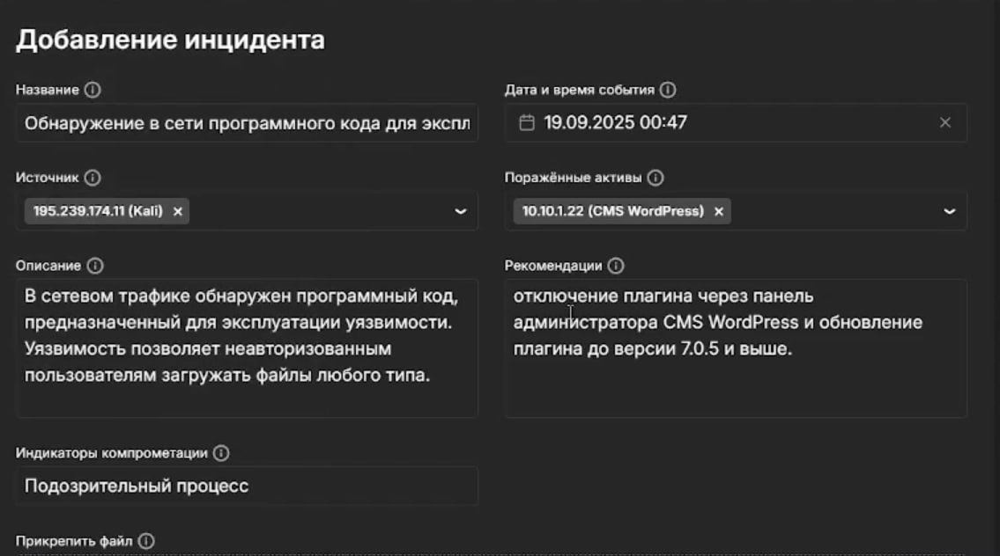 Добавление инцидента
Название
Дата и время события
Обнаружение в сети программного кода для экспл
19.09.2025 00:47
Источник
Поражённые активы
195.239.174.11 (Kali) ×
10.10.1.22 (CMS WordPress) ×
Описание
Рекомендации
В сетевом трафике обнаружен программный код,
предназначенный для эксплуатации уязвимости.
Уязвимость позволяет неавторизованным
пользователям загружать файлы любого типа.
отключение плагина через панель
администратора CMS WordPress и обновление
плагина до версии 7.0.5 и выше.
Индикаторы компрометации
Подозрительный процесс
Прикрепить файл